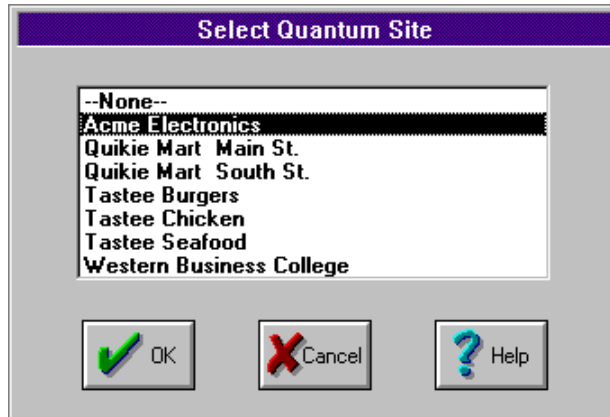 Select Quantum Site
--None--
Acme Electronics
Quikie Mart  Main St.
Quikie Mart  South St.
Tastee Burgers
Tastee Chicken
Tastee Seafood
Western Business College
OK
Cancel
Help